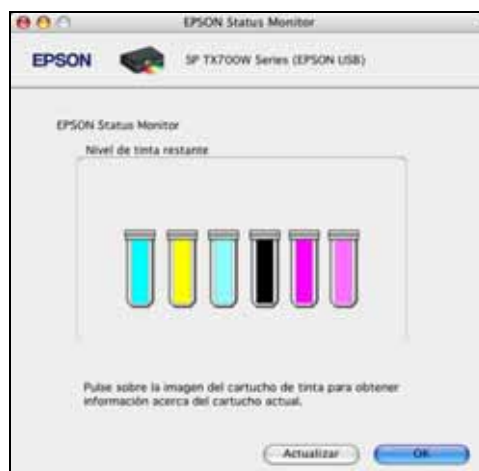 EPSON Status Monitor
EPSON SP TX700W Series (EPSON USB)
EPSON Status Monitor
Nivel de tinta restante
Pulse sobre la imagen del cartucho de tinta para obtener
información acerca del cartucho actual.
Actualizar OK